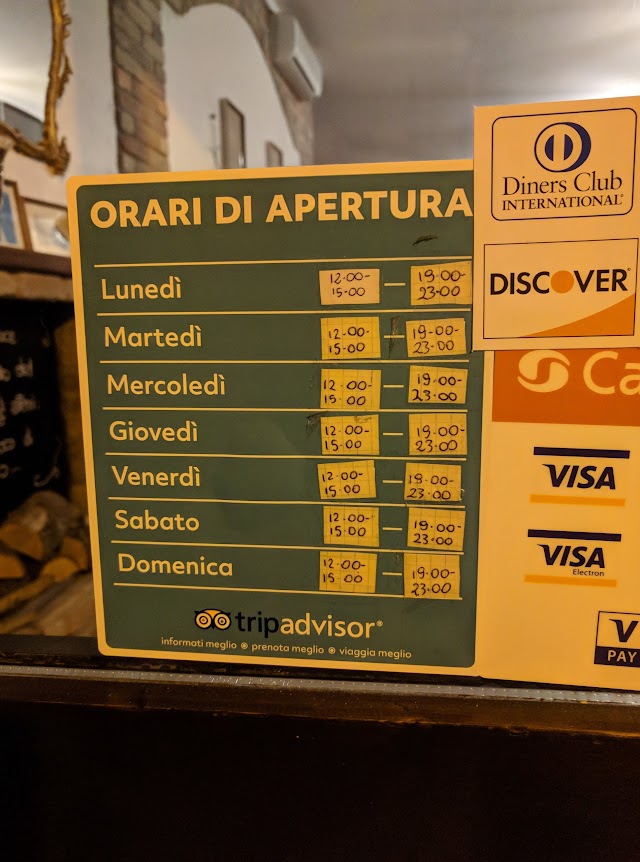 ORARI DI APERTURA
Lunedì 12.00-15.00 — 19.00-23.00
Martedì 12.00-15.00 — 19.00-23.00
Mercoledì 12.00-15.00 — 19.00-23.00
Giovedì 12.00-15.00 — 19.00-23.00
Venerdì 12.00-15.00 — 19.00-23.00
Sabato 12.00-15.00 — 19.00-23.00
Domenica 12.00-15.00 — 19.00-23.00
tripadvisor®
informati meglio prenota meglio viaggia meglio
Diners Club
INTERNATIONAL®
DISCOVER®
Ca
VISA
VISA
Electron
V
PAY